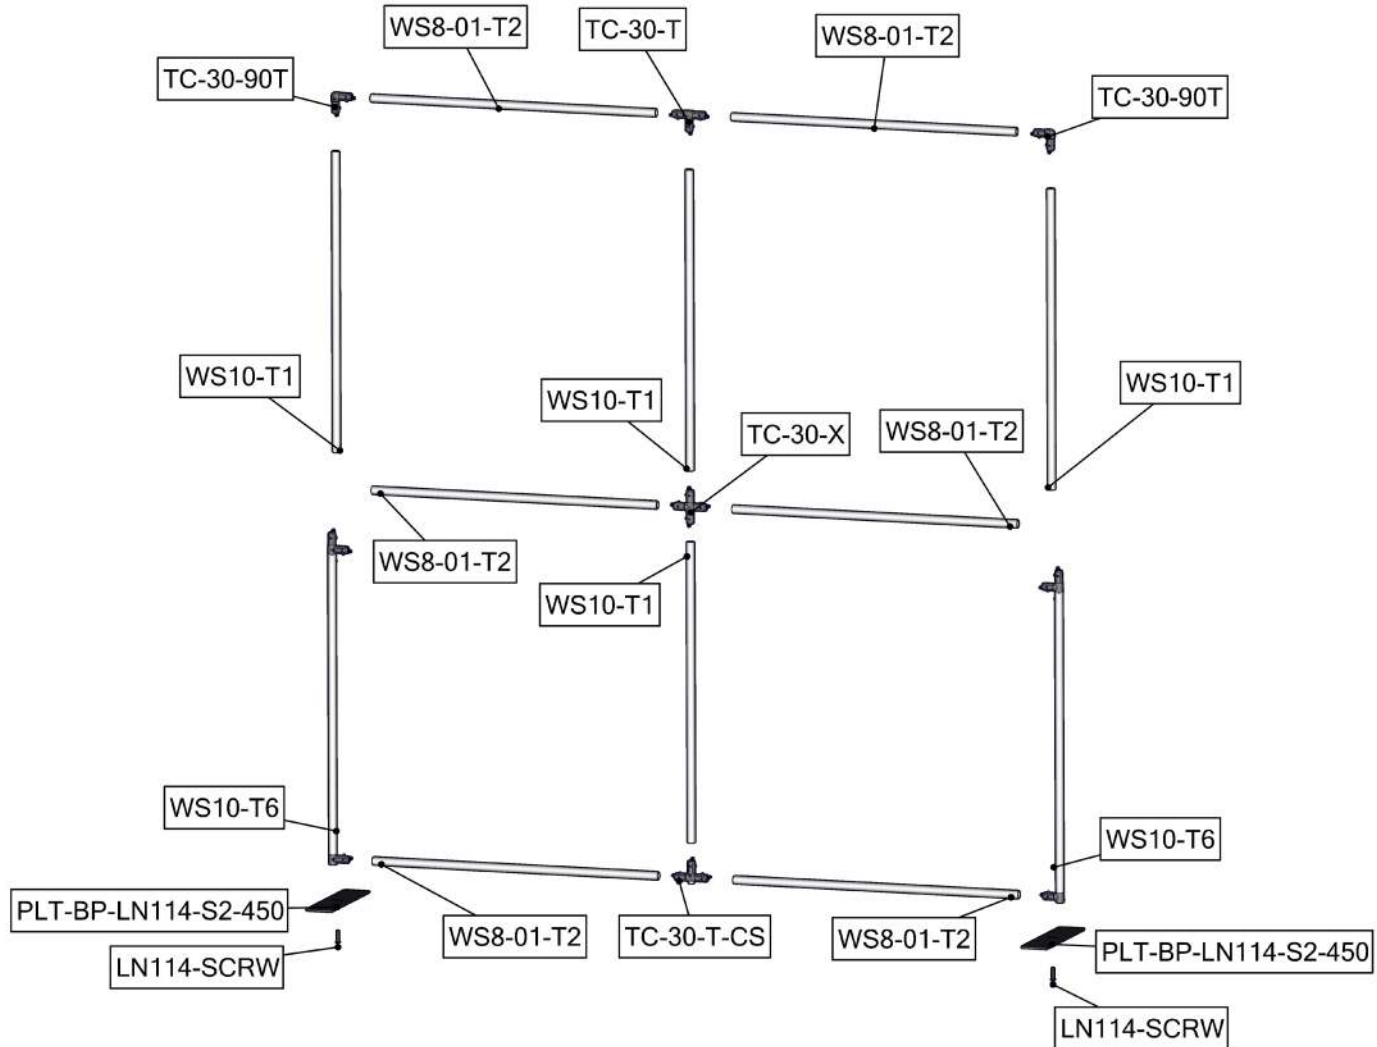 WS8-01-T2
TC-30-T
WS8-01-T2
TC-30-90T
TC-30-90T
WS10-T1
WS10-T1
WS10-T1
TC-30-X
WS8-01-T2
WS8-01-T2
WS10-T1
WS10-T6
WS10-T6
PLT-BP-LN114-S2-450
WS8-01-T2
TC-30-T-CS
WS8-01-T2
PLT-BP-LN114-S2-450
LN114-SCRW
LN114-SCRW